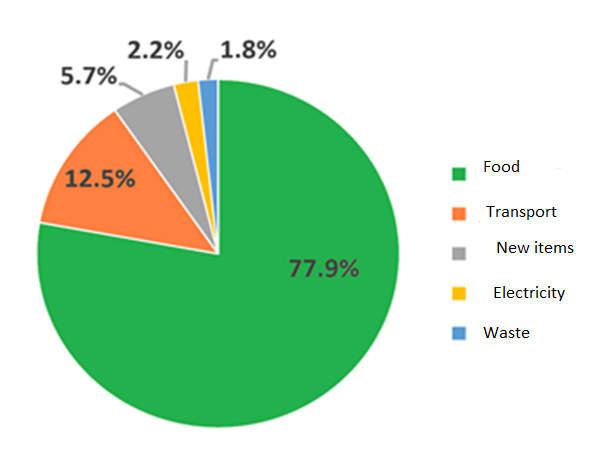 2.2%
1.8%
5.7%
12.5%
77.9%
Food
Transport
New items
Electricity
Waste